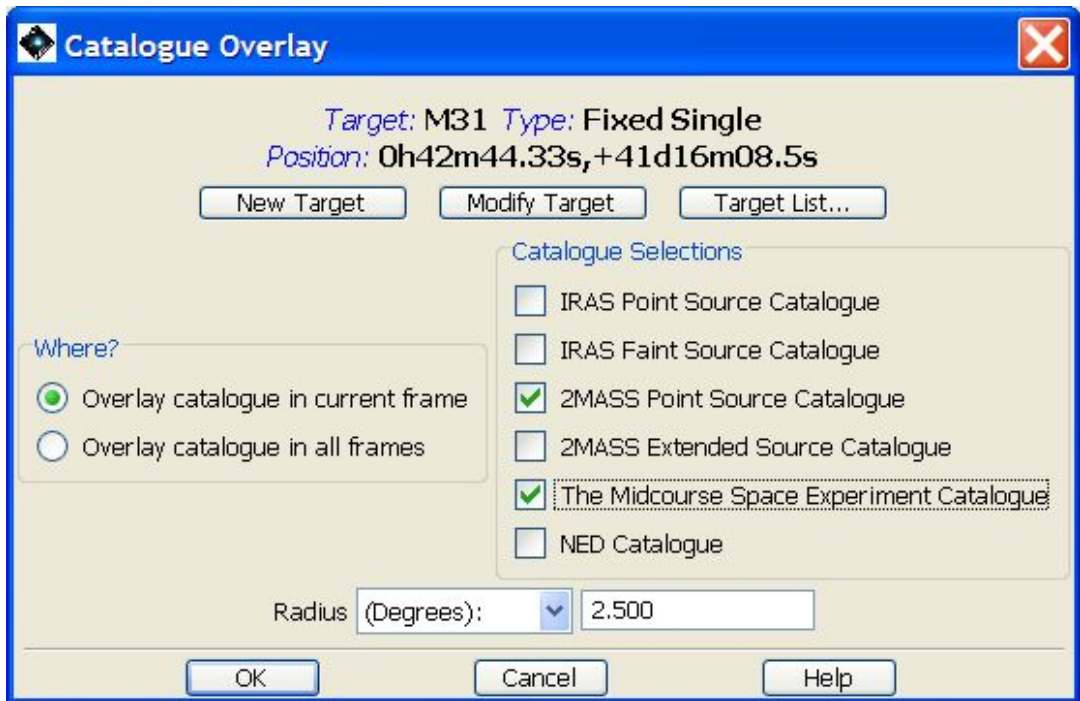 Catalogue Overlay
Target: M31 Type: Fixed Single
Position: 0h42m44.33s,+41d16m08.5s
New Target Modify Target Target List...
Where?
Overlay catalogue in current frame
Overlay catalogue in all frames
Catalogue Selections
IRAS Point Source Catalogue
IRAS Faint Source Catalogue
2MASS Point Source Catalogue
2MASS Extended Source Catalogue
The Midcourse Space Experiment Catalogue
NED Catalogue
Radius (Degrees): 2.500
OK Cancel Help